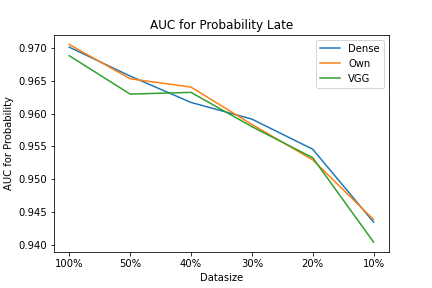 AUC for Probability Late
Dense
Own
VGG
AUC for Probability
0.970
0.965
0.960
0.955
0.950
0.945
0.940
100% 50% 40% 30% 20% 10%
Datasize